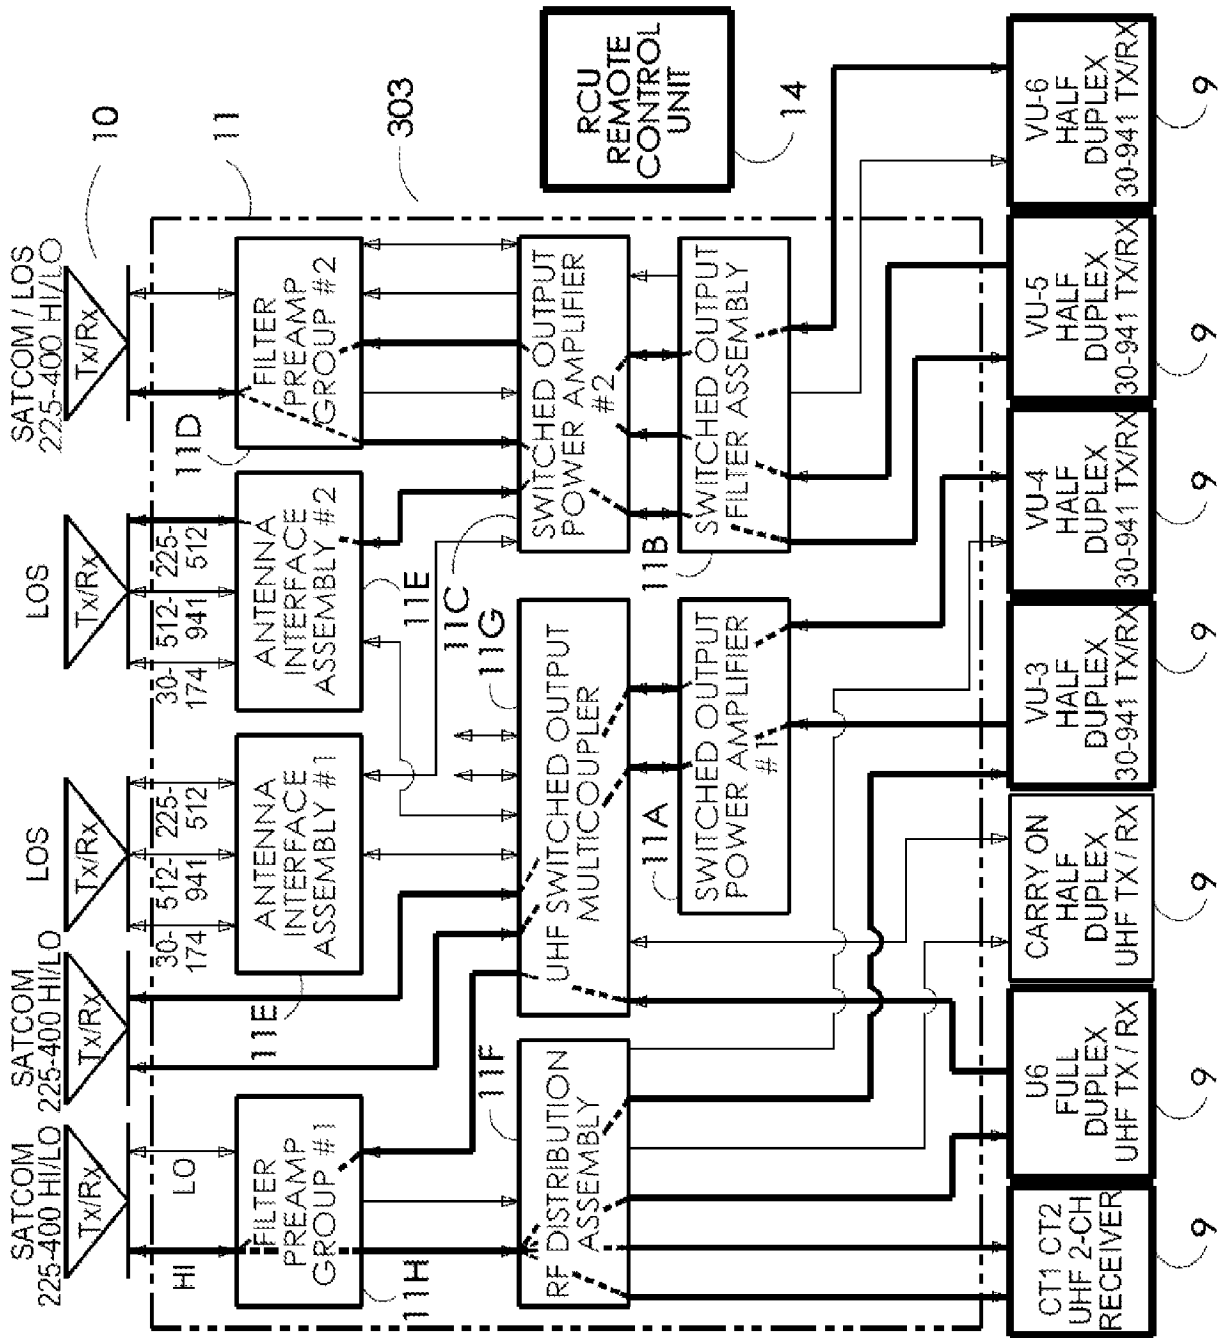 SATCOM
225-400 HI/LO
Tx/Rx
SATCOM
225-400 HI/LO
Tx/Rx
LOS
Tx/Rx
LOS
Tx/Rx
SATCOM / LOS
225-400 HI/LO
Tx/Rx
10
HI
LO
30-
174
512-
941
225-
512
30-
174
512-
941
225-
512
11
FILTER
PREAMP
GROUP #1
11H
ANTENNA
INTERFACE
ASSEMBLY #1
11E
ANTENNA
INTERFACE
ASSEMBLY #2
11E
FILTER
PREAMP
GROUP #2
11D
303
RF DISTRIBUTION
ASSEMBLY
11F
UHF SWITCHED OUTPUT
MULTICOUPLER
11G
SWITCHED OUTPUT
POWER AMPLIFIER
#2
11C
SWITCHED OUTPUT
POWER AMPLIFIER
#1
11A
SWITCHED OUTPUT
FILTER ASSEMBLY
11B
RCU
REMOTE
CONTROL
UNIT
14
CT1 CT2
UHF 2-CH
RECEIVER
9
U6
FULL
DUPLEX
UHF TX / RX
9
CARRY ON
HALF
DUPLEX
UHF TX / RX
9
VU-3
HALF
DUPLEX
30-941 TX/RX
9
VU-4
HALF
DUPLEX
30-941 TX/RX
9
VU-5
HALF
DUPLEX
30-941 TX/RX
9
VU-6
HALF
DUPLEX
30-941 TX/RX
9